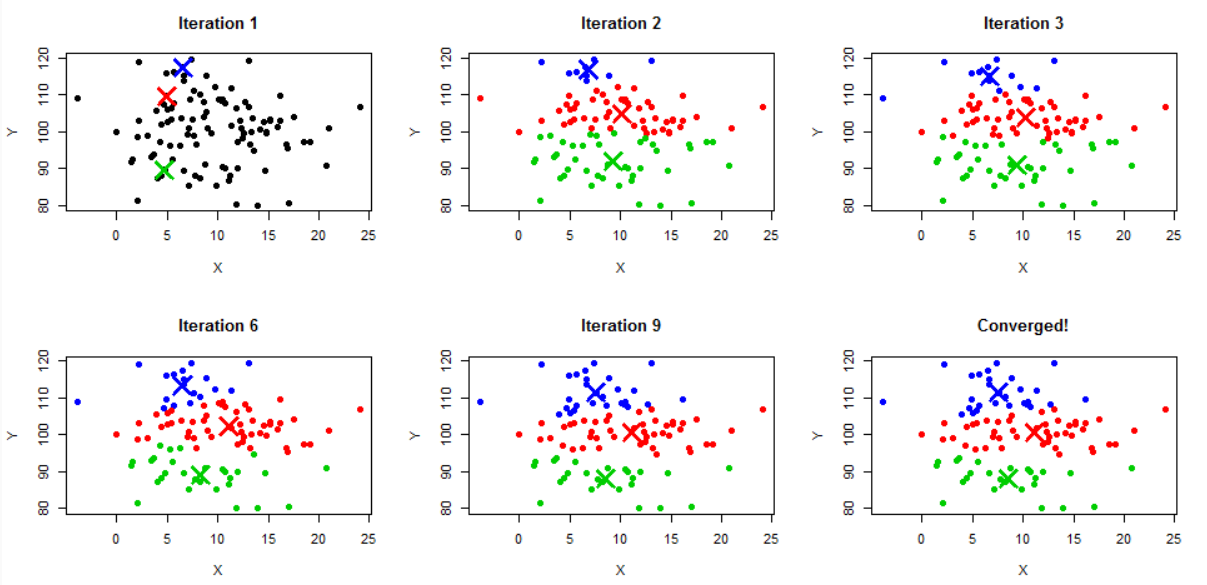 Iteration 1
Iteration 2
Iteration 3
Y
80 90 100 110 120
0 5 10 15 20 25
X
Y
80 90 100 110 120
0 5 10 15 20 25
X
Y
80 90 100 110 120
0 5 10 15 20 25
X
Iteration 6
Iteration 9
Converged!
Y
80 90 100 110 120
0 5 10 15 20 25
X
Y
80 90 100 110 120
0 5 10 15 20 25
X
Y
80 90 100 110 120
0 5 10 15 20 25
X